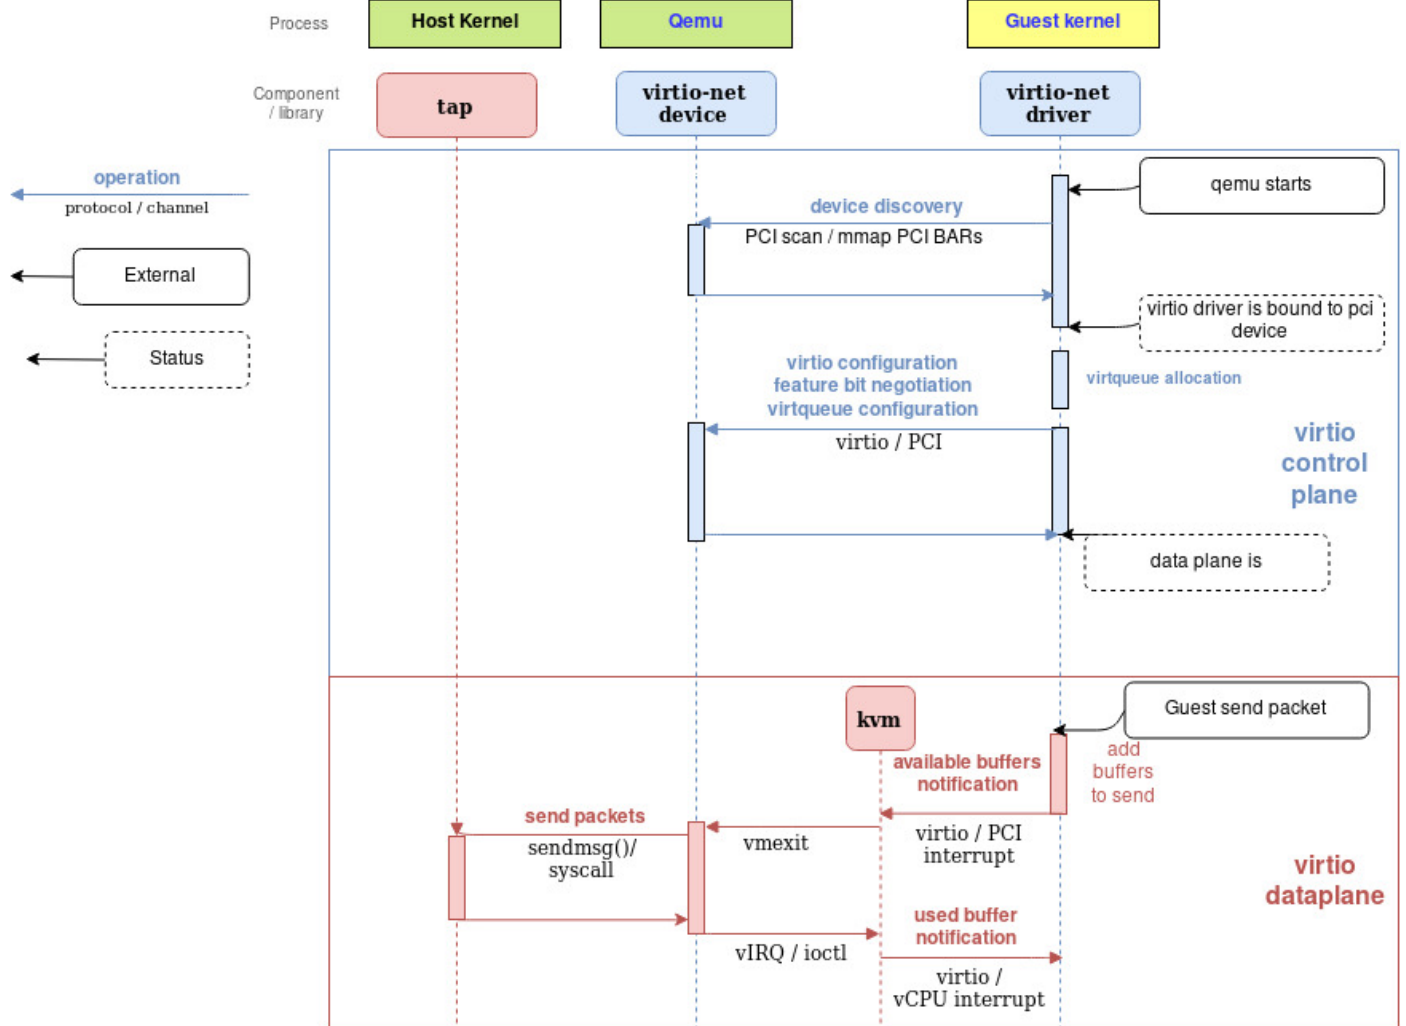 Process
Host Kernel
Qemu
Guest kernel
Component
/ library
tap
virtio-net
device
virtio-net
driver
operation
protocol / channel
External
Status
qemu starts
device discovery
PCI scan / mmap PCI BARs
virtio driver is bound to pci
device
virtio configuration
feature bit negotiation
virtqueue configuration
virtqueue allocation
virtio / PCI
virtio
control
plane
data plane is
kvm
Guest send packet
available buffers
notification
add
buffers
to send
send packets
sendmsg()/
syscall
vmexit
virtio / PCI
interrupt
virtio
dataplane
used buffer
notification
vIRQ / ioctl
virtio /
vCPU interrupt